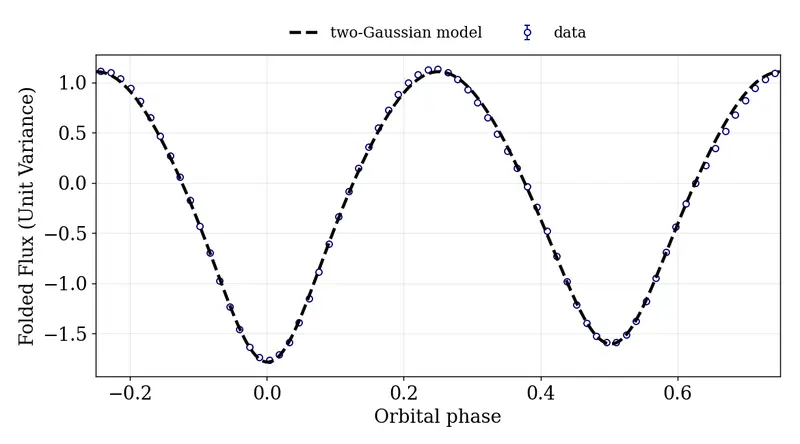 two-Gaussian model data
Folded Flux (Unit Variance)
1.0
0.5
0.0
−0.5
−1.0
−1.5
−0.2 0.0 0.2 0.4 0.6
Orbital phase